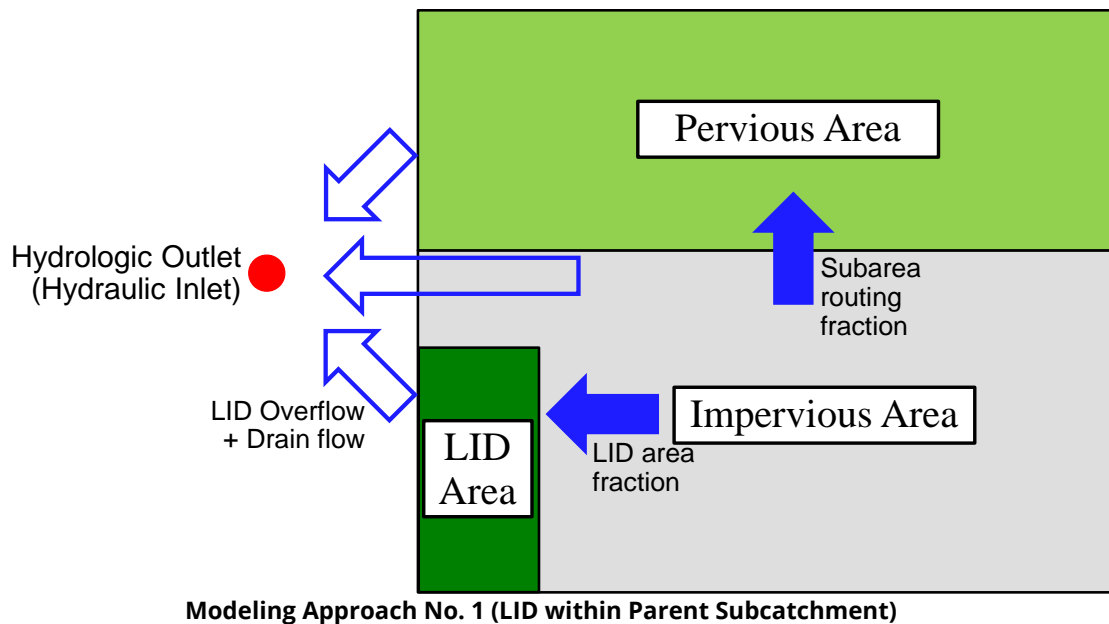 Pervious Area
Hydrologic Outlet
(Hydraulic Inlet)
Subarea
routing
fraction
LID Overflow
+ Drain flow
LID
Area
LID area
fraction
Impervious Area
Modeling Approach No. 1 (LID within Parent Subcatchment)